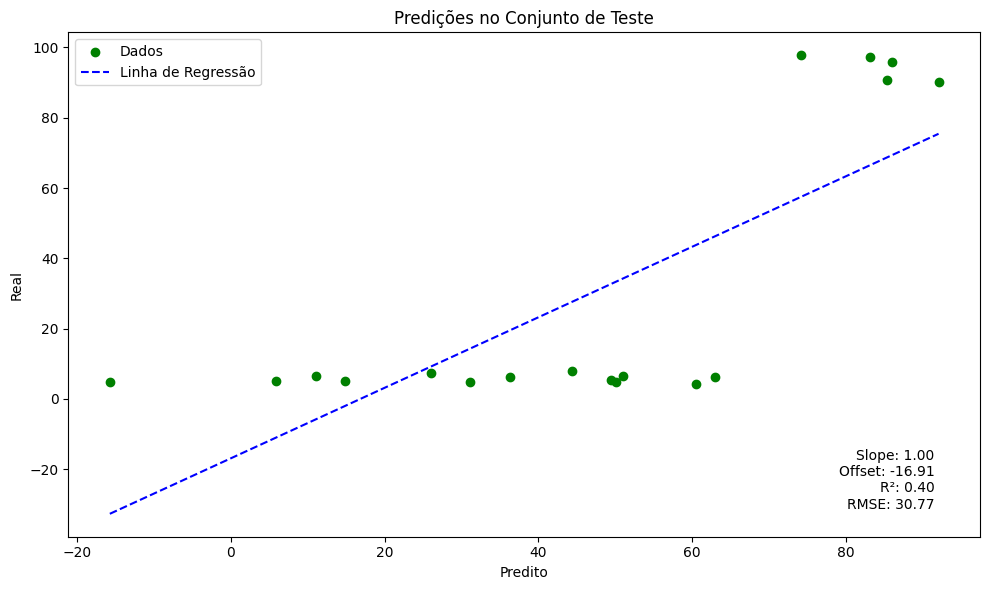 Predições no Conjunto de Teste
Dados
Linha de Regressão
100
80
60
40
20
0
−20
Real
Slope: 1.00
Offset: -16.91
R²: 0.40
RMSE: 30.77
−20
0
20
40
60
80
Predito